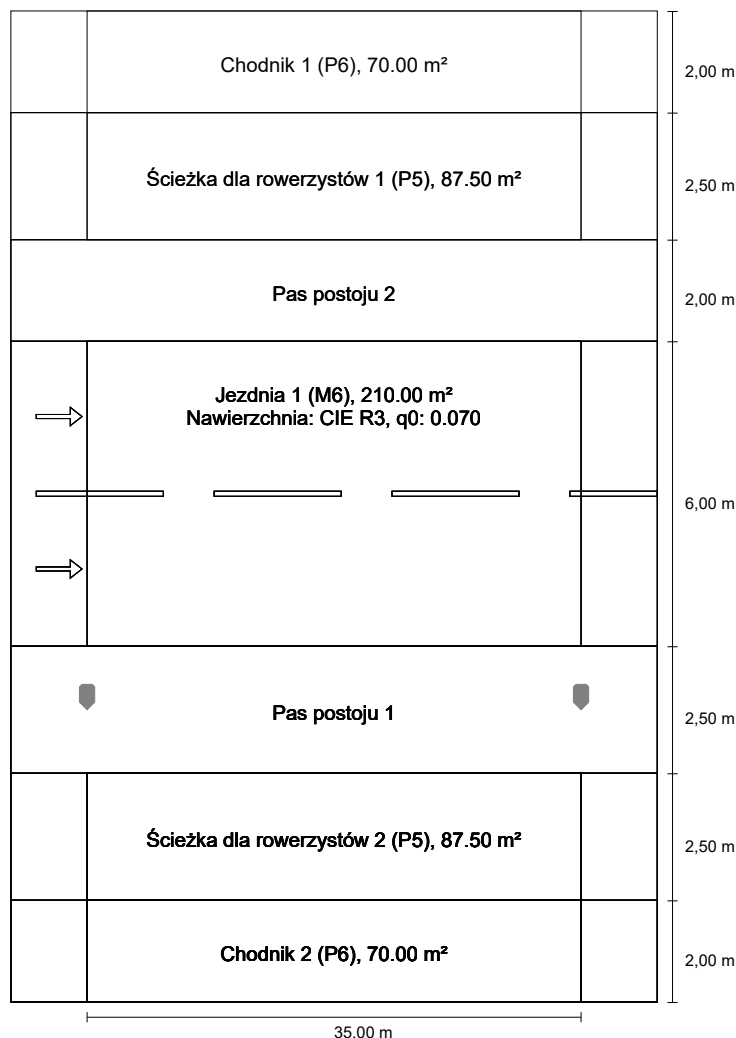 Chodnik 1 (P6), 70.00 m²
2,00 m
Ścieżka dla rowerzystów 1 (P5), 87.50 m²
2,50 m
Pas postoju 2
2,00 m
Jezdnia 1 (M6), 210.00 m²
Nawierzchnia: CIE R3, q0: 0.070
6,00 m
Pas postoju 1
2,50 m
Ścieżka dla rowerzystów 2 (P5), 87.50 m²
2,50 m
Chodnik 2 (P6), 70.00 m²
2,00 m
35.00 m